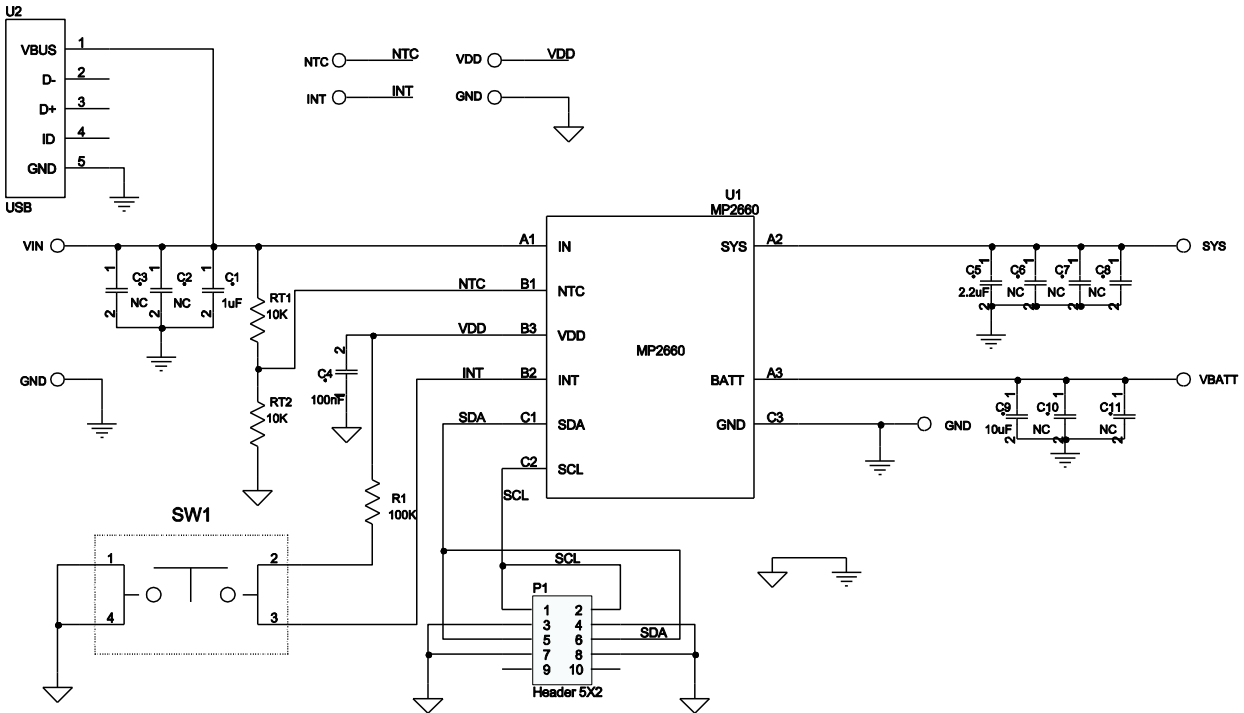 U2
VBUS 1
D- 2
D+ 3
ID 4
GND 5
USB
NTC NTC
VDD VDD
INT INT
GND
U1
MP2660
VIN
A1 IN
SYS A2
SYS
1 C3 NC 2
1 C2 NC 2
1 C1 1uF 2
RT1
10K
NTC B1 NTC
1 C5 2.2uF 2
1 C6 NC 2
1 C7 NC 2
1 C8 2
VDD B3 VDD
MP2660
2 C4 100nF
INT B2 INT
BATT A3
VBATT
GND
RT2
10K
SDA C1 SDA
GND C3
GND
1 C9 10uF 2
1 C10 NC 2
1 C11 NC 2
C2 SCL
SCL
R1
100K
SW1
1 2
4 3
SCL
P1
1 2
3 4
5 6 SDA
7 8
9 10
Header 5X2